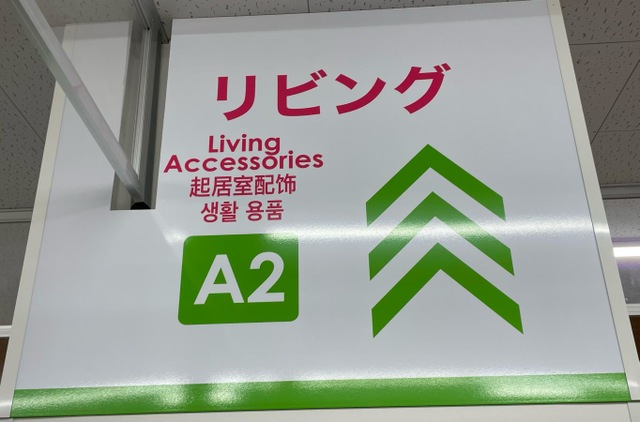 リビング
Living
Accessories
起居室配饰
생활 용품
A2